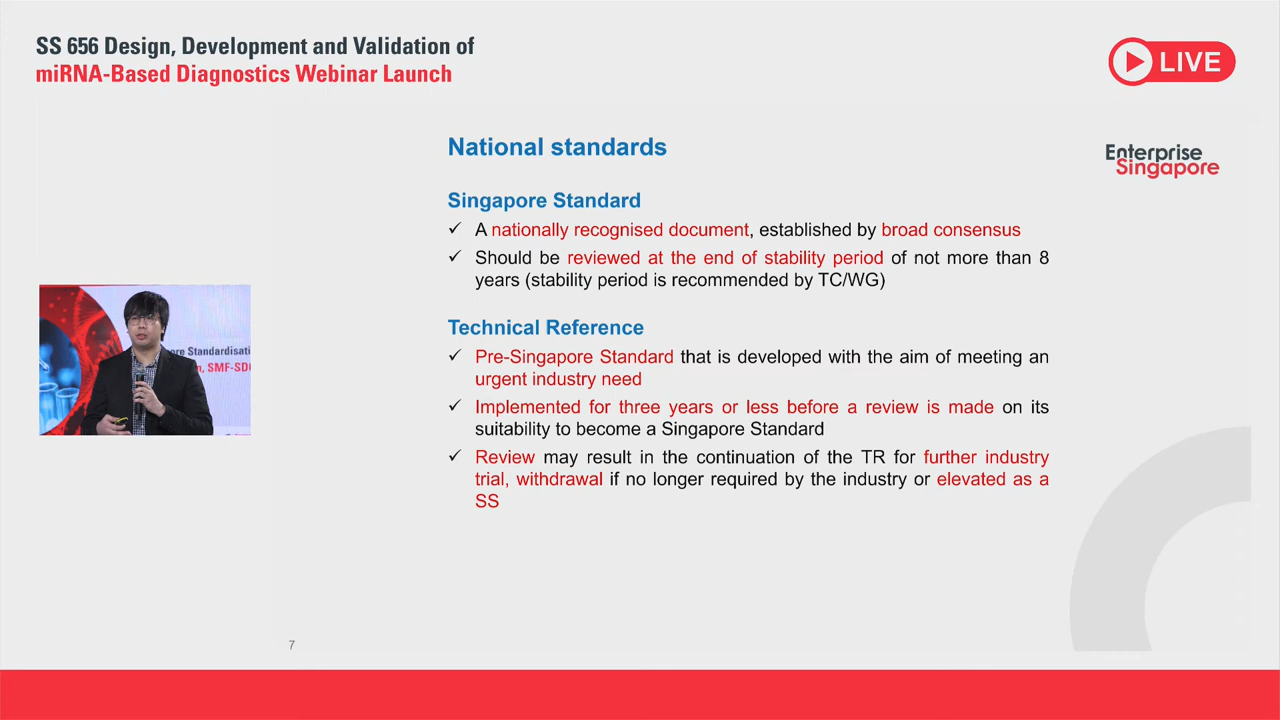 SS 656 Design, Development and Validation of
miRNA-Based Diagnostics Webinar Launch
LIVE
National standards
Enterprise
Singapore
Singapore Standard
✓ A nationally recognised document, established by broad consensus
✓ Should be reviewed at the end of stability period of not more than 8
years (stability period is recommended by TC/WG)
Technical Reference
✓ Pre-Singapore Standard that is developed with the aim of meeting an
urgent industry need
✓ Implemented for three years or less before a review is made on its
suitability to become a Singapore Standard
✓ Review may result in the continuation of the TR for further industry
trial, withdrawal if no longer required by the industry or elevated as a
SS
ore Standardisati
n, SMF-SD
7